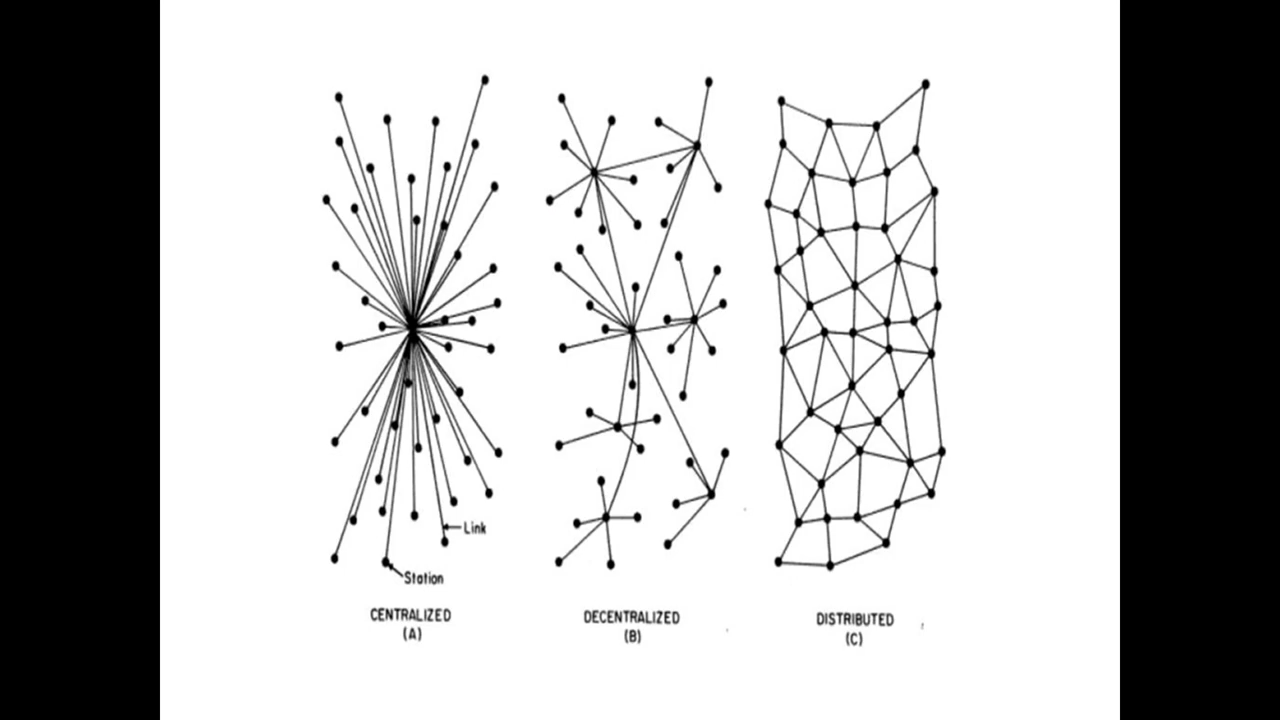 Link
Station
CENTRALIZED
(A)
DECENTRALIZED
(B)
DISTRIBUTED
(C)